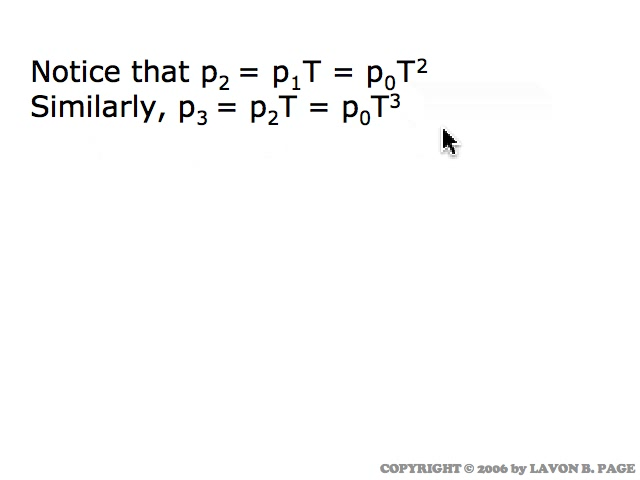 Notice that p₂ = p₁T = p₀T²
Similarly, p₃ = p₂T = p₀T³
COPYRIGHT © 2006 by LAVON B. PAGE